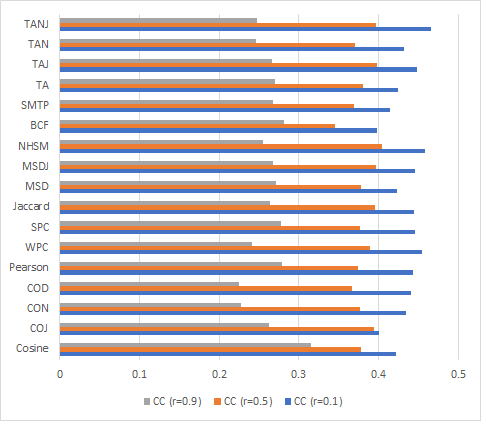 TANJ
TAN
TAJ
TA
SMTP
BCF
NHSM
MSDJ
MSD
Jaccard
SPC
WPC
Pearson
COD
CON
COJ
Cosine
0 0.1 0.2 0.3 0.4 0.5
CC (r=0.9) CC (r=0.5) CC (r=0.1)